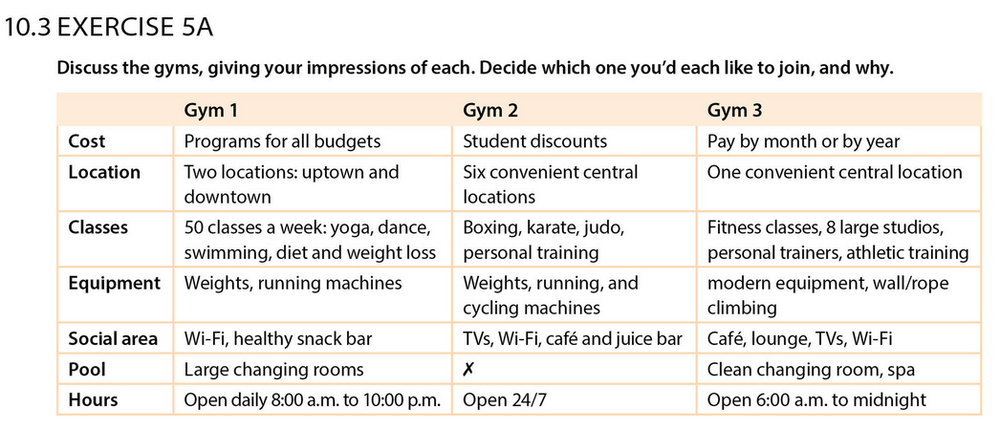 10.3 EXERCISE 5A
Discuss the gyms, giving your impressions of each. Decide which one you’d each like to join, and why.
Gym 1 Gym 2 Gym 3
Cost Programs for all budgets Student discounts Pay by month or by year
Location Two locations: uptown and Six convenient central One convenient central location
downtown locations
Classes 50 classes a week: yoga, dance, Boxing, karate, judo, Fitness classes, 8 large studios,
swimming, diet and weight loss personal training personal trainers, athletic training
Equipment Weights, running machines Weights, running, and modern equipment, wall/rope
cycling machines climbing
Social area Wi-Fi, healthy snack bar TVs, Wi-Fi, café and juice bar Café, lounge, TVs, Wi-Fi
Pool Large changing rooms ✗ Clean changing room, spa
Hours Open daily 8:00 a.m. to 10:00 p.m. Open 24/7 Open 6:00 a.m. to midnight